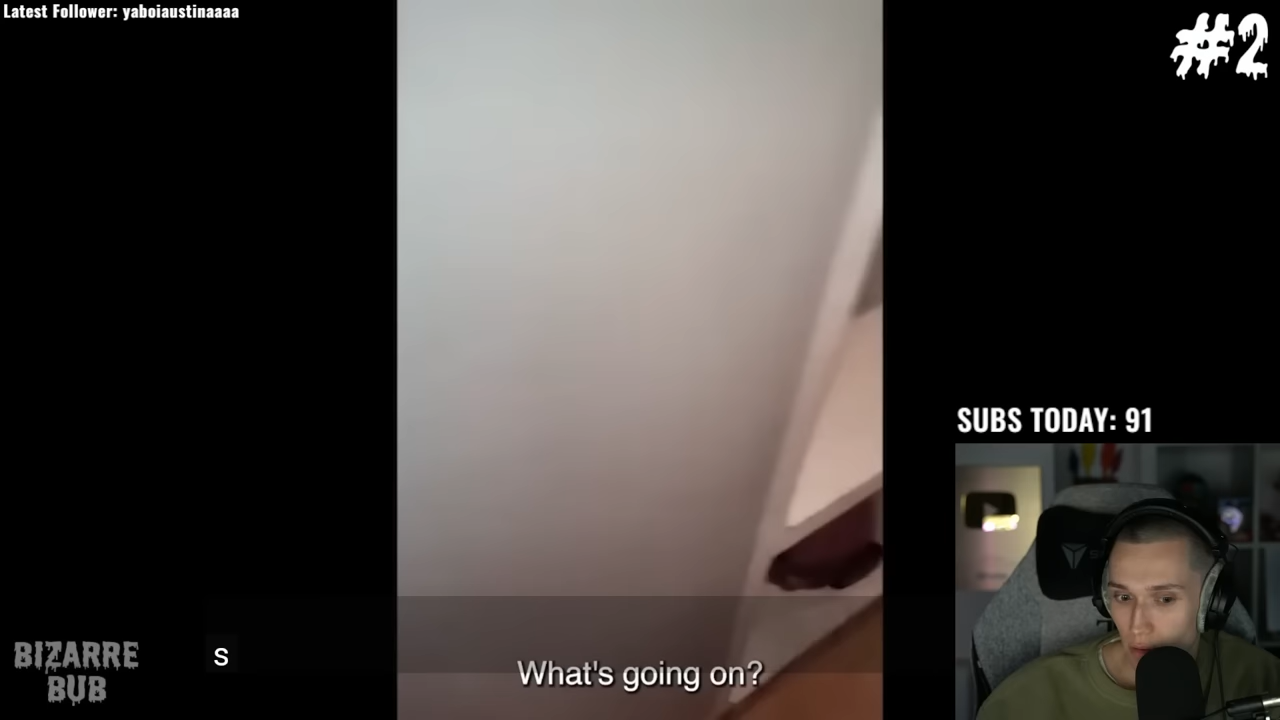 Latest Follower: yaboiaustinaaaa
#2
SUBS TODAY: 91
BIZARRE
BUB
S
What's going on?